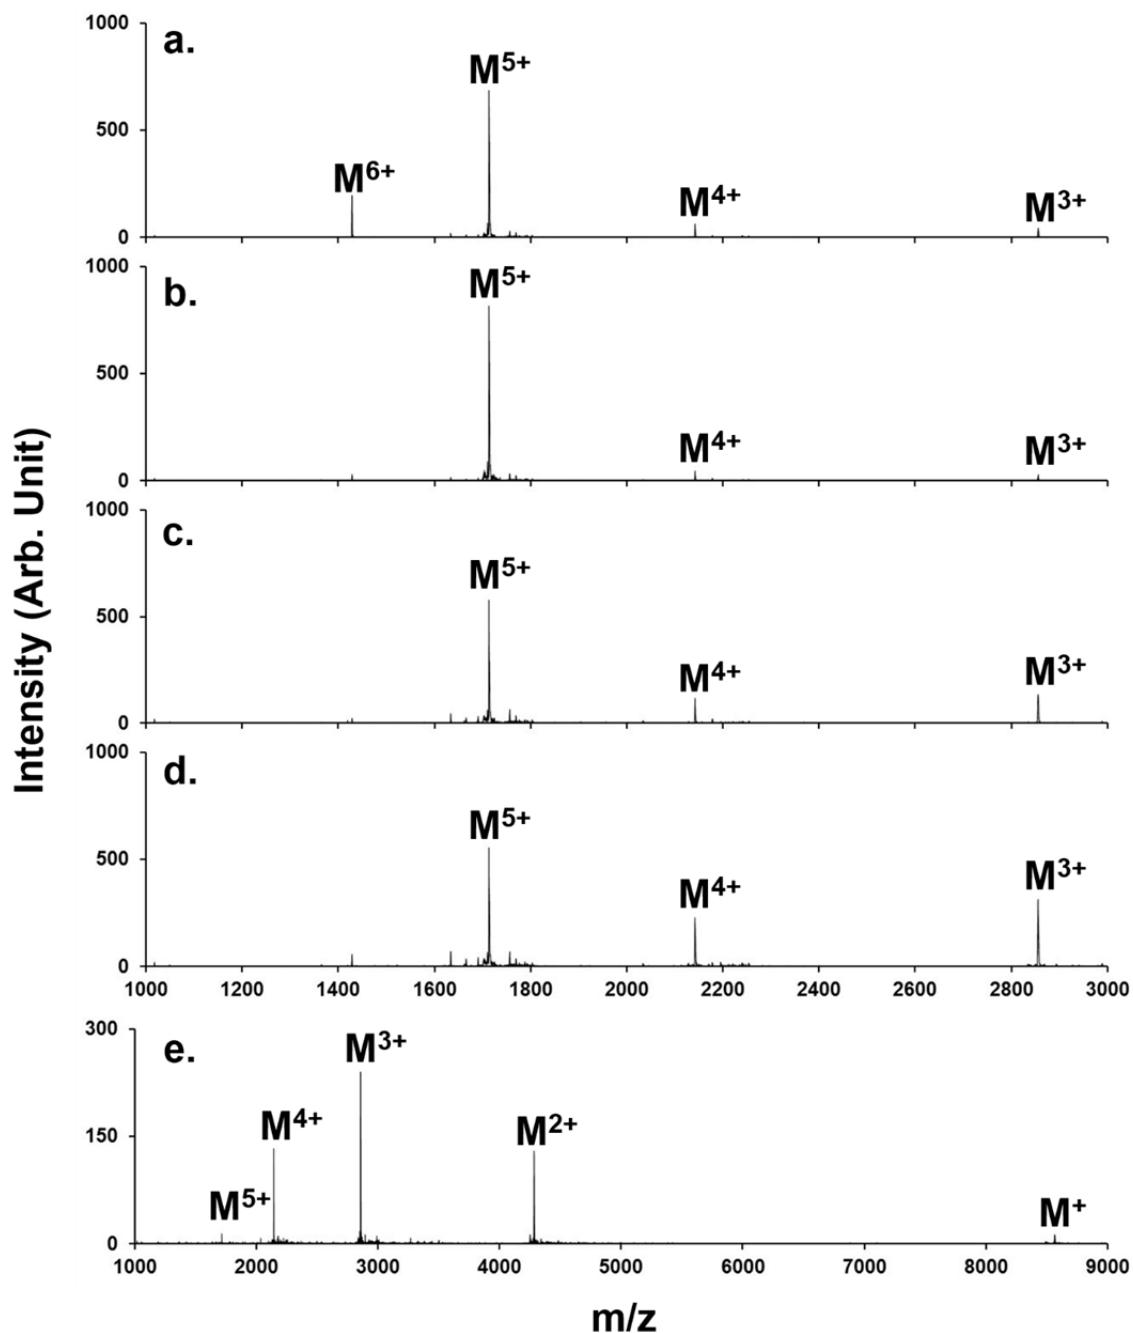 a.
1000
500
0
M6+
M5+
M4+
M3+
b.
1000
500
0
M5+
M4+
M3+
c.
1000
500
0
M5+
M4+
M3+
d.
1000
500
0
M5+
M4+
M3+
1000 1200 1400 1600 1800 2000 2200 2400 2600 2800 3000
e.
300
150
0
M5+
M4+
M3+
M2+
M+
1000 2000 3000 4000 5000 6000 7000 8000 9000
Intensity (Arb. Unit)
m/z